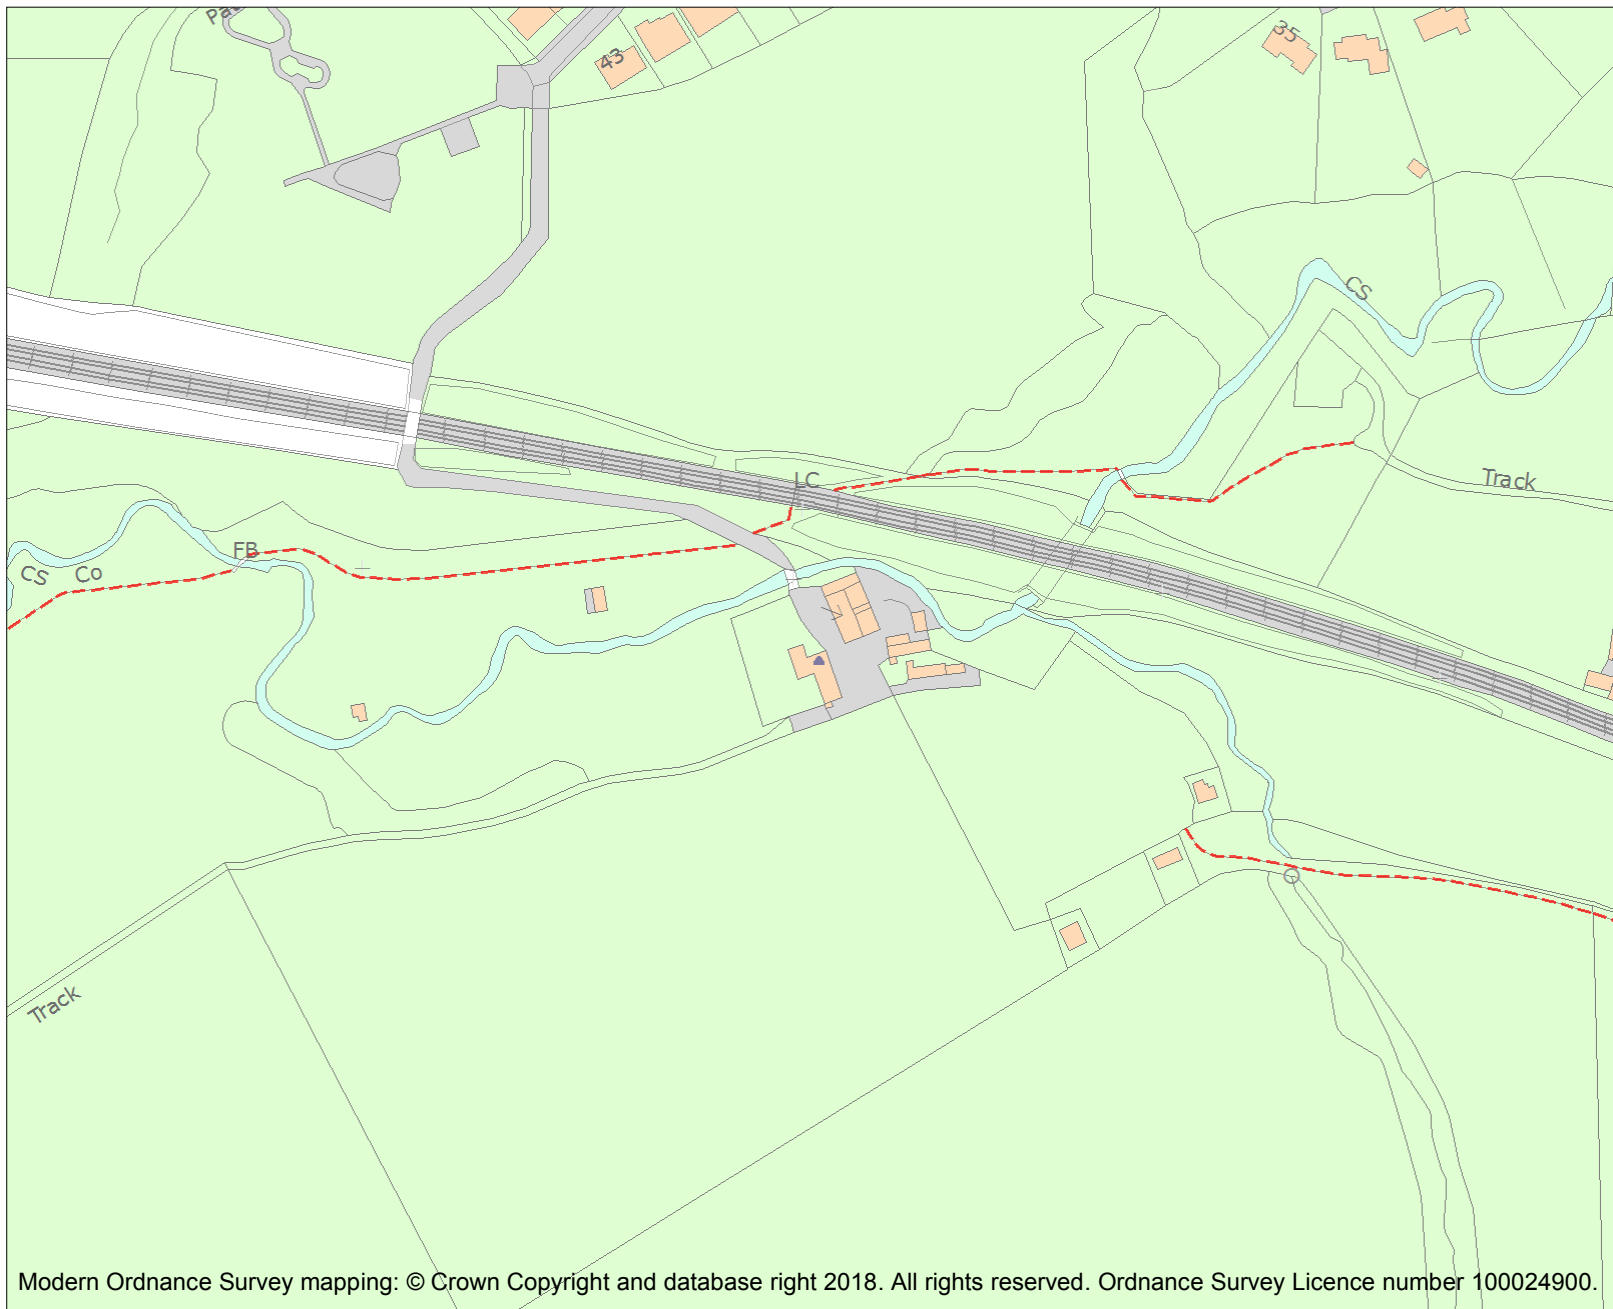 43
35
CS
LC
Track
FB
CS
Co
Track
Modern Ordnance Survey mapping: © Crown Copyright and database right 2018. All rights reserved. Ordnance Survey Licence number 100024900.